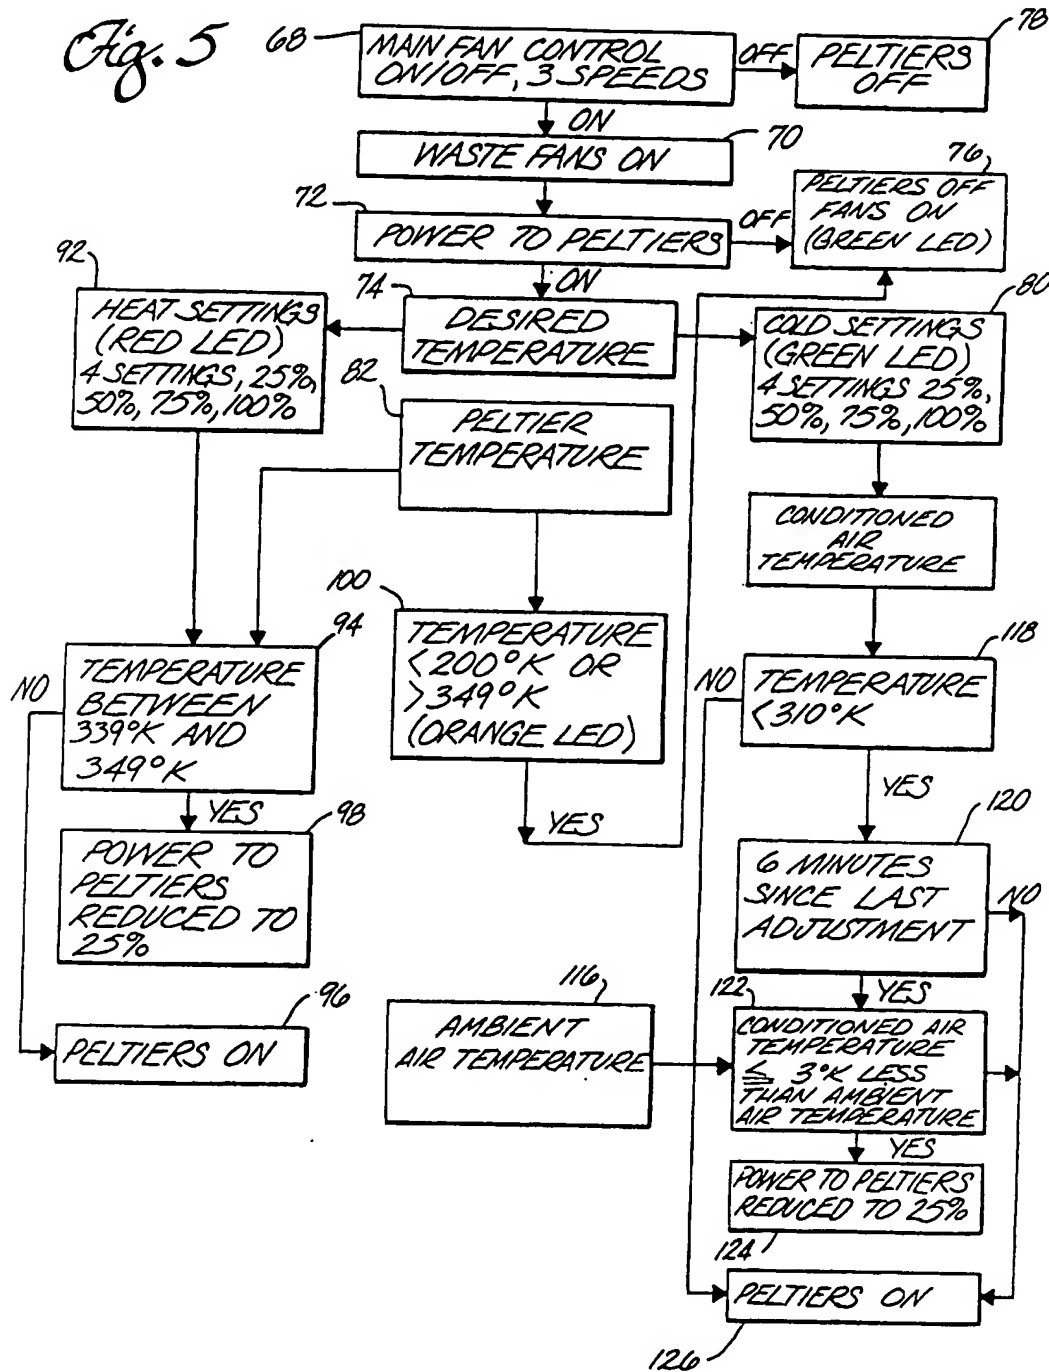 Fig. 5
68
MAIN FAN CONTROL
ON/OFF, 3 SPEEDS
OFF
78
PELTIERS
OFF
ON
70
WASTE FANS ON
72
POWER TO PELTIERS
OFF
76
PELTIERS OFF
FANS ON
(GREEN LED)
ON
92
HEAT SETTINGS
(RED LED)
4 SETTINGS, 25%,
50%, 75%, 100%
74
DESIRED
TEMPERATURE
80
COLD SETTINGS
(GREEN LED)
4 SETTINGS 25%,
50%, 75%, 100%
82
PELTIER
TEMPERATURE
CONDITIONED
AIR
TEMPERATURE
94
TEMPERATURE
BETWEEN
339°K AND
349°K
NO
YES
100
TEMPERATURE
<200°K OR
>349°K
(ORANGE LED)
YES
118
TEMPERATURE
<310°K
NO
YES
98
POWER TO
PELTIERS
REDUCED TO
25%
120
6 MINUTES
SINCE LAST
ADJUSTMENT
NO
YES
96
PELTIERS ON
116
AMBIENT
AIR TEMPERATURE
122
CONDITIONED AIR
TEMPERATURE
≦ 3°K LESS
THAN AMBIENT
AIR TEMPERATURE
YES
POWER TO PELTIERS
REDUCED TO 25%
124
PELTIERS ON
126